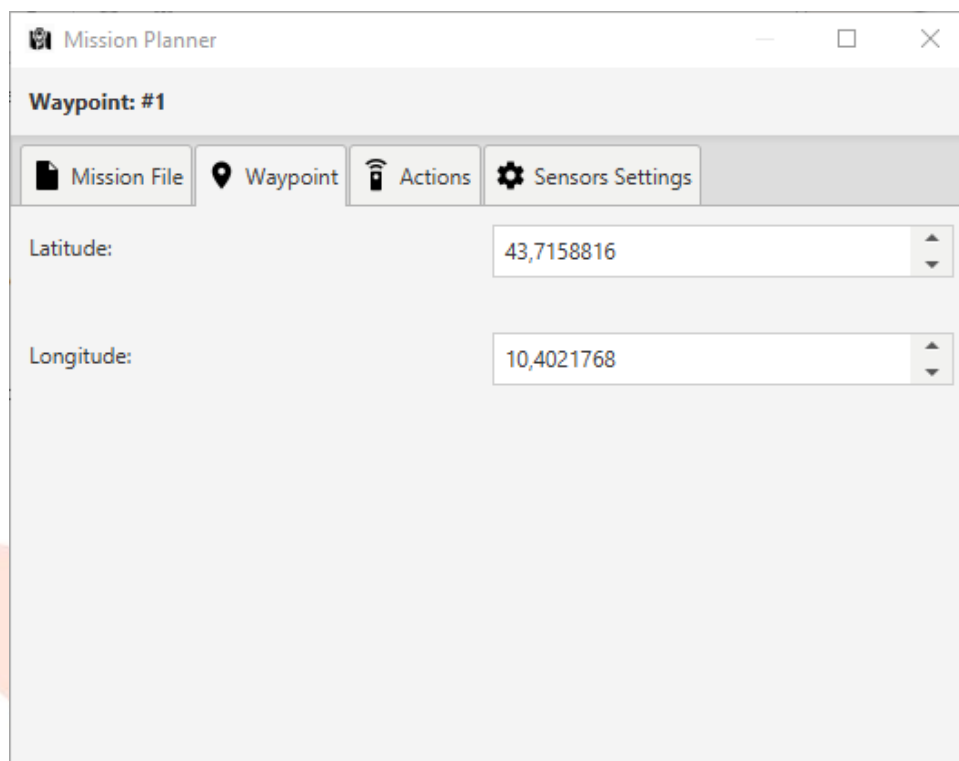 Mission Planner
Waypoint: #1
Mission File Waypoint Actions Sensors Settings
Latitude: 43,7158816
Longitude: 10,4021768